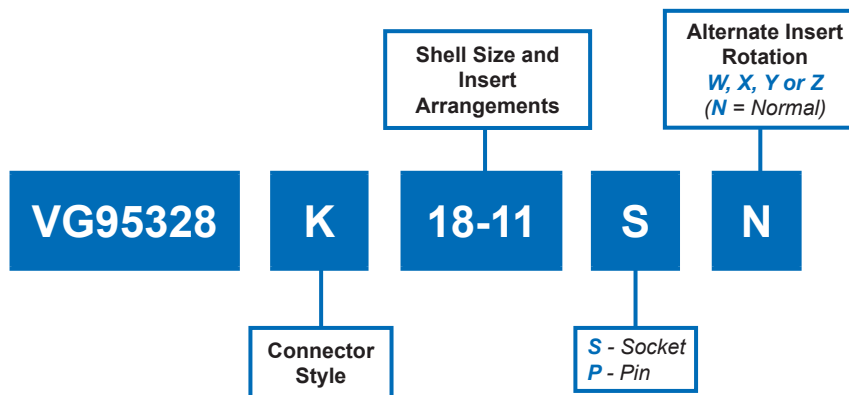 Shell Size and
Insert
Arrangements
Alternate Insert
Rotation
W, X, Y or Z
(N = Normal)
VG95328
K
18-11
S
N
Connector
Style
S - Socket
P - Pin